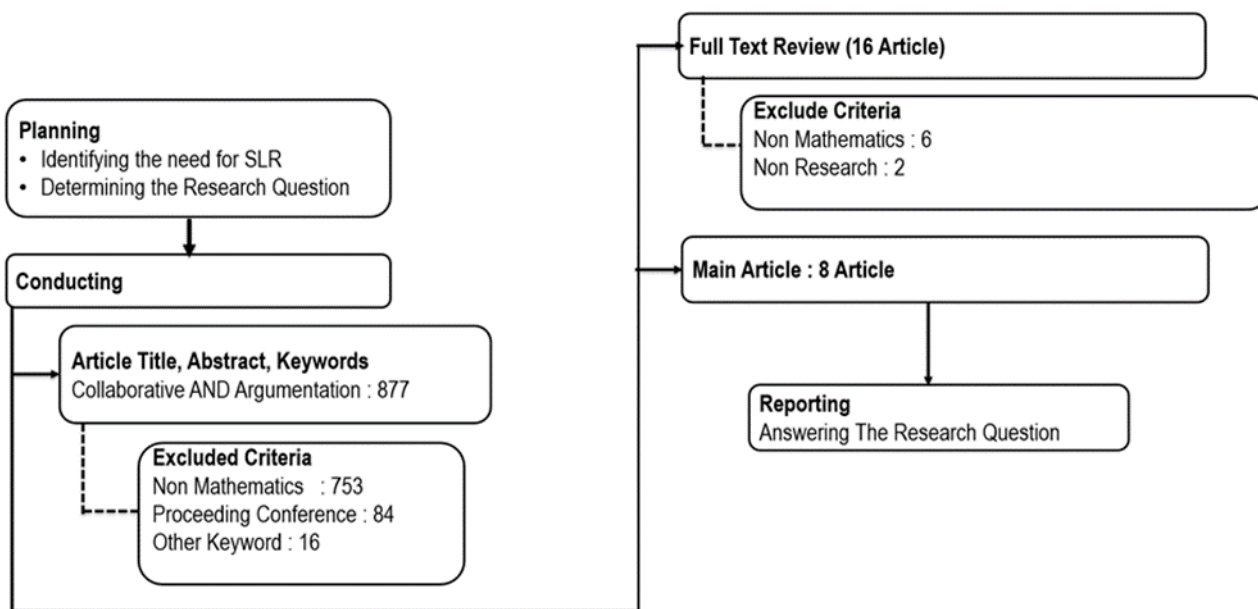 Planning
• Identifying the need for SLR
• Determining the Research Question
Conducting
Article Title, Abstract, Keywords
Collaborative AND Argumentation : 877
Excluded Criteria
Non Mathematics : 753
Proceeding Conference : 84
Other Keyword : 16
Full Text Review (16 Article)
Exclude Criteria
Non Mathematics : 6
Non Research : 2
Main Article : 8 Article
Reporting
Answering The Research Question